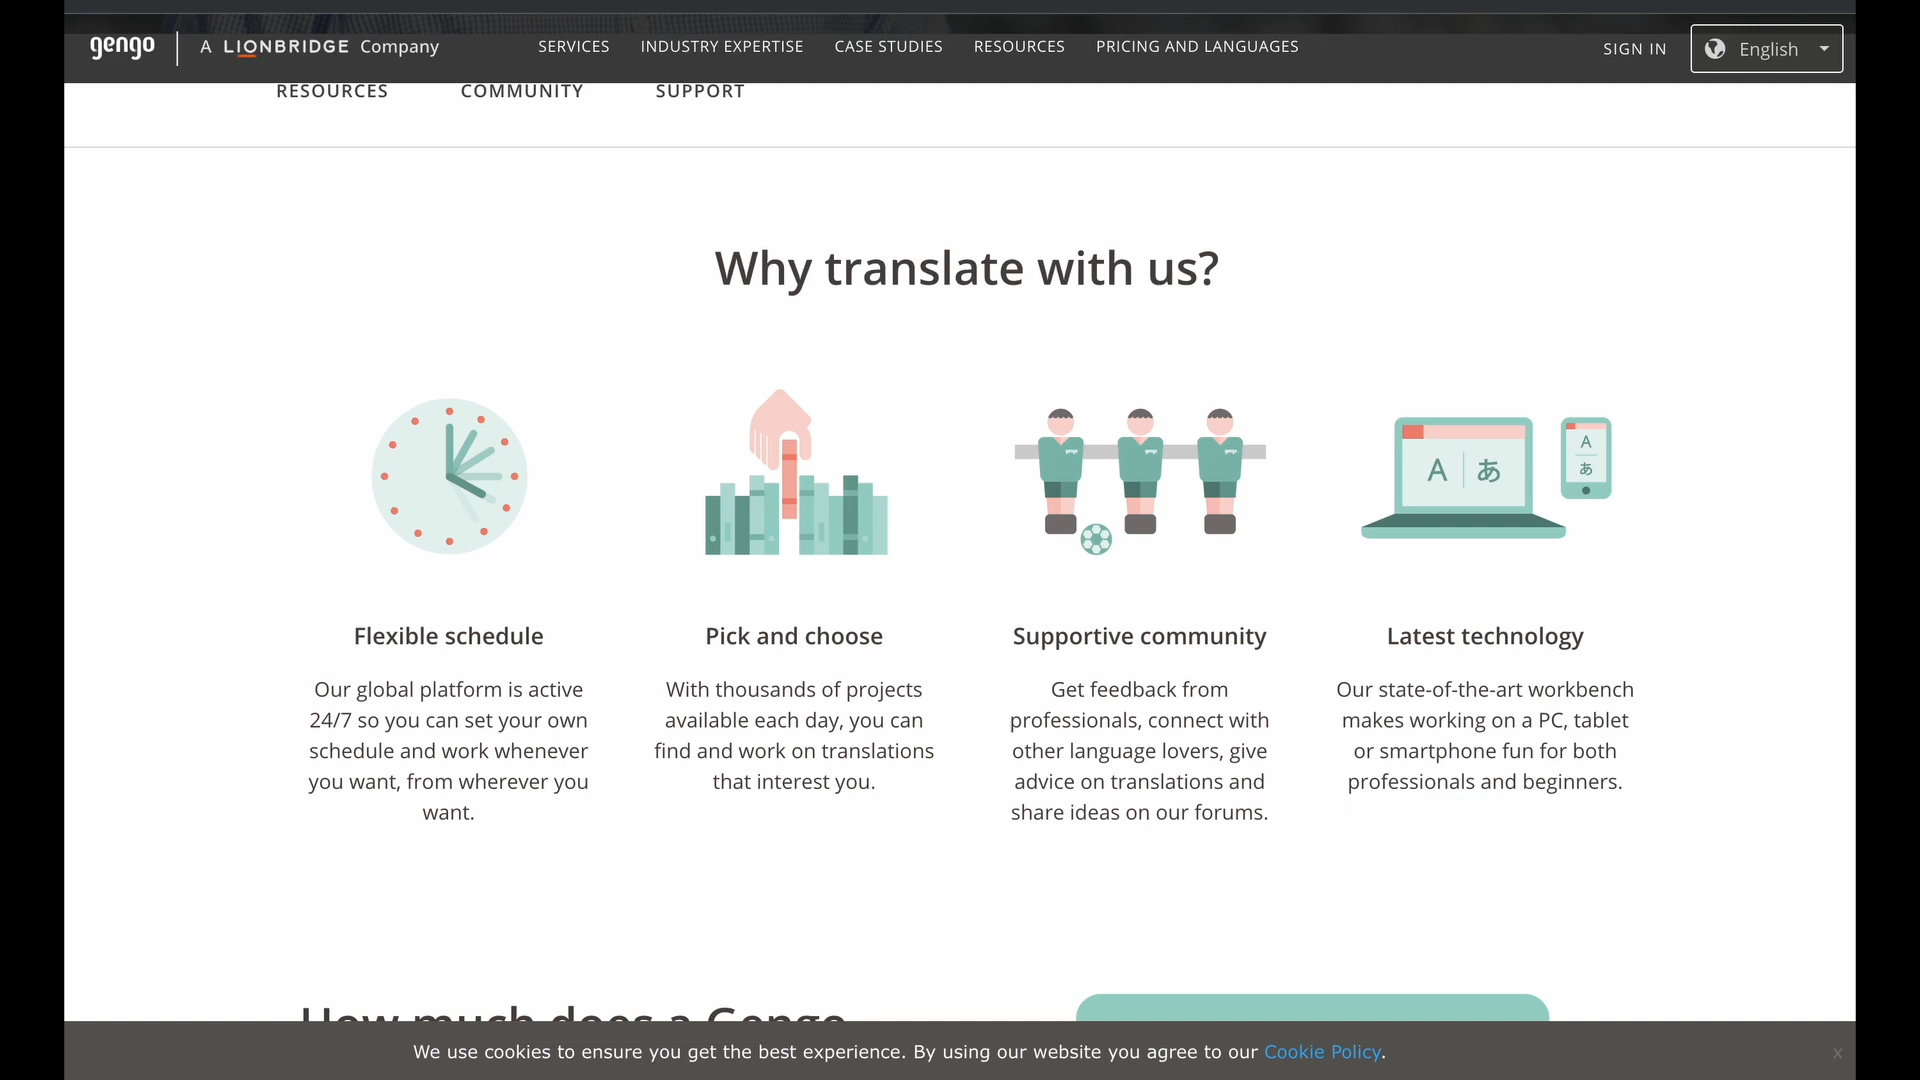 gengo A LIONBRIDGE Company SERVICES INDUSTRY EXPERTISE CASE STUDIES RESOURCES PRICING AND LANGUAGES SIGN IN English
RESOURCES COMMUNITY SUPPORT
Why translate with us?
A あ
A
あ
Flexible schedule
Our global platform is active
24/7 so you can set your own
schedule and work whenever
you want, from wherever you
want.
Pick and choose
With thousands of projects
available each day, you can
find and work on translations
that interest you.
Supportive community
Get feedback from
professionals, connect with
other language lovers, give
advice on translations and
share ideas on our forums.
Latest technology
Our state-of-the-art workbench
makes working on a PC, tablet
or smartphone fun for both
professionals and beginners.
How much does a Gengo
We use cookies to ensure you get the best experience. By using our website you agree to our Cookie Policy. x